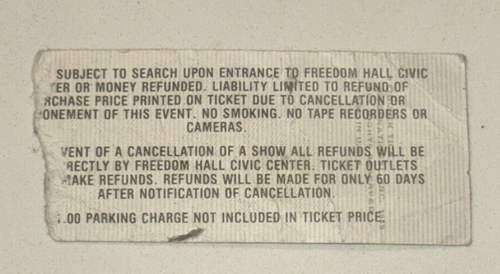 SUBJECT TO SEARCH UPON ENTRANCE TO FREEDOM HALL CIVIC
ER OR MONEY REFUNDED. LIABILITY LIMITED TO REFUND OF
RCHASE PRICE PRINTED ON TICKET DUE TO CANCELLATION OR
ONEMENT OF THIS EVENT. NO SMOKING. NO TAPE RECORDERS OR
CAMERAS.
VENT OF A CANCELLATION OF A SHOW ALL REFUNDS WILL BE
RECTLY BY FREEDOM HALL CIVIC CENTER. TICKET OUTLETS
MAKE REFUNDS. REFUNDS WILL BE MADE FOR ONLY 60 DAYS
AFTER NOTIFICATION OF CANCELLATION.
.00 PARKING CHARGE NOT INCLUDED IN TICKET PRICE.